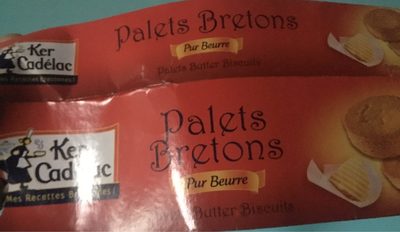 Ker
Cadélac
Mes Recettes Bretonnes !
Palets Bretons
Pur Beurre
Palets Butter Biscuits
Ker
Cadélac
Mes Recettes Bretonnes !
Palets
Bretons
Pur Beurre
Butter Biscuits